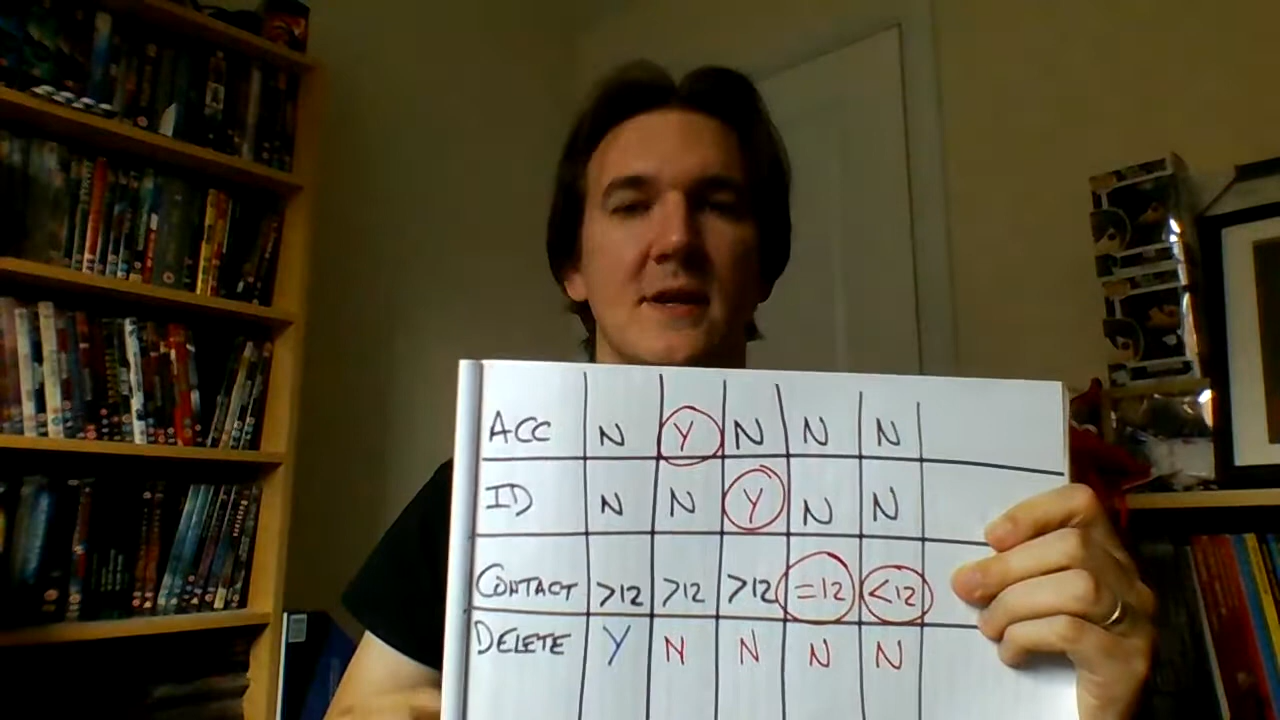 ACC N Y N N N
ID N N Y N N
CONTACT >12 >12 >12 =12 <12
DELETE Y N N N N